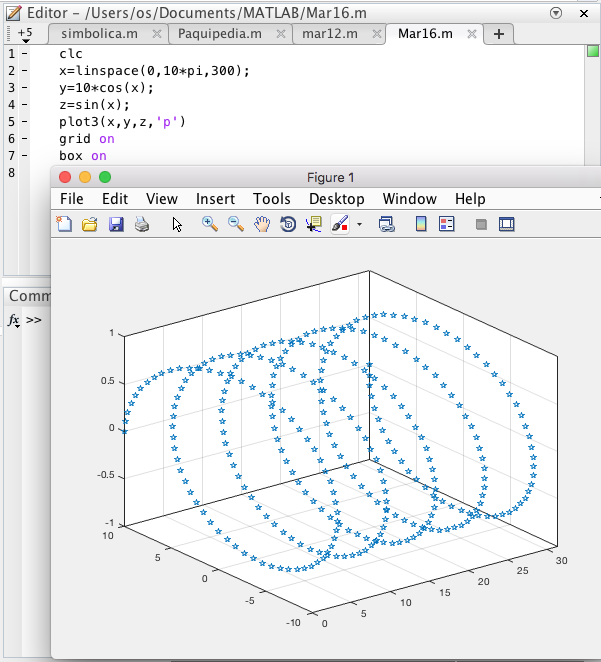 Editor - /Users/os/Documents/MATLAB/Mar16.m
+5 simbolica.m Paquipedia.m mar12.m Mar16.m
1 - clc
2 - x=linspace(0,10*pi,300);
3 - y=10*cos(x);
4 - z=sin(x);
5 - plot3(x,y,z,'p')
6 - grid on
7 - box on
8
Figure 1
File Edit View Insert Tools Desktop Window Help
Comm
fx >>
1
0.5
0
-0.5
-1
10
5
0
-5
-10
0
5
10
15
20
25
30